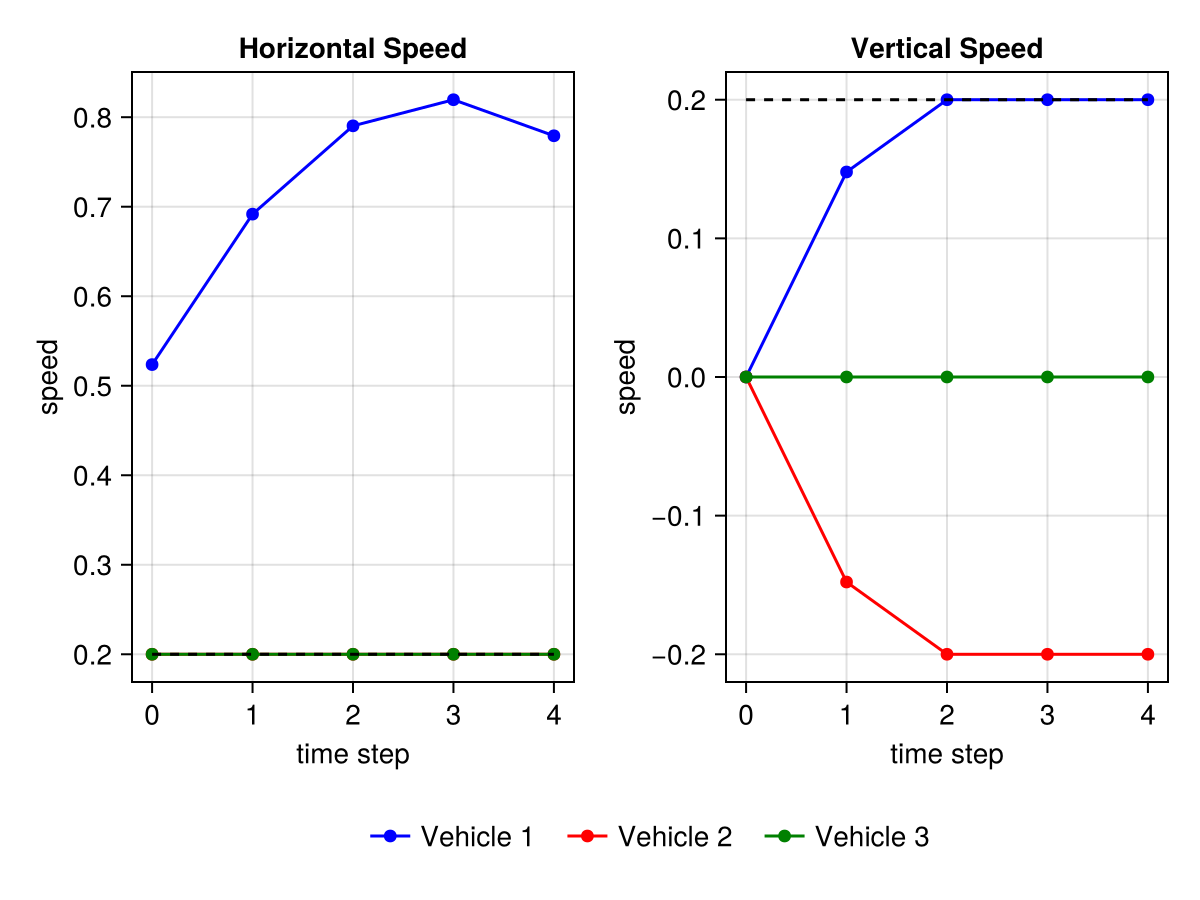 Horizontal Speed
speed
0.8
0.7
0.6
0.5
0.4
0.3
0.2
0 1 2 3 4
time step
Vertical Speed
speed
0.2
0.1
0.0
−0.1
−0.2
0 1 2 3 4
time step
Vehicle 1 Vehicle 2 Vehicle 3